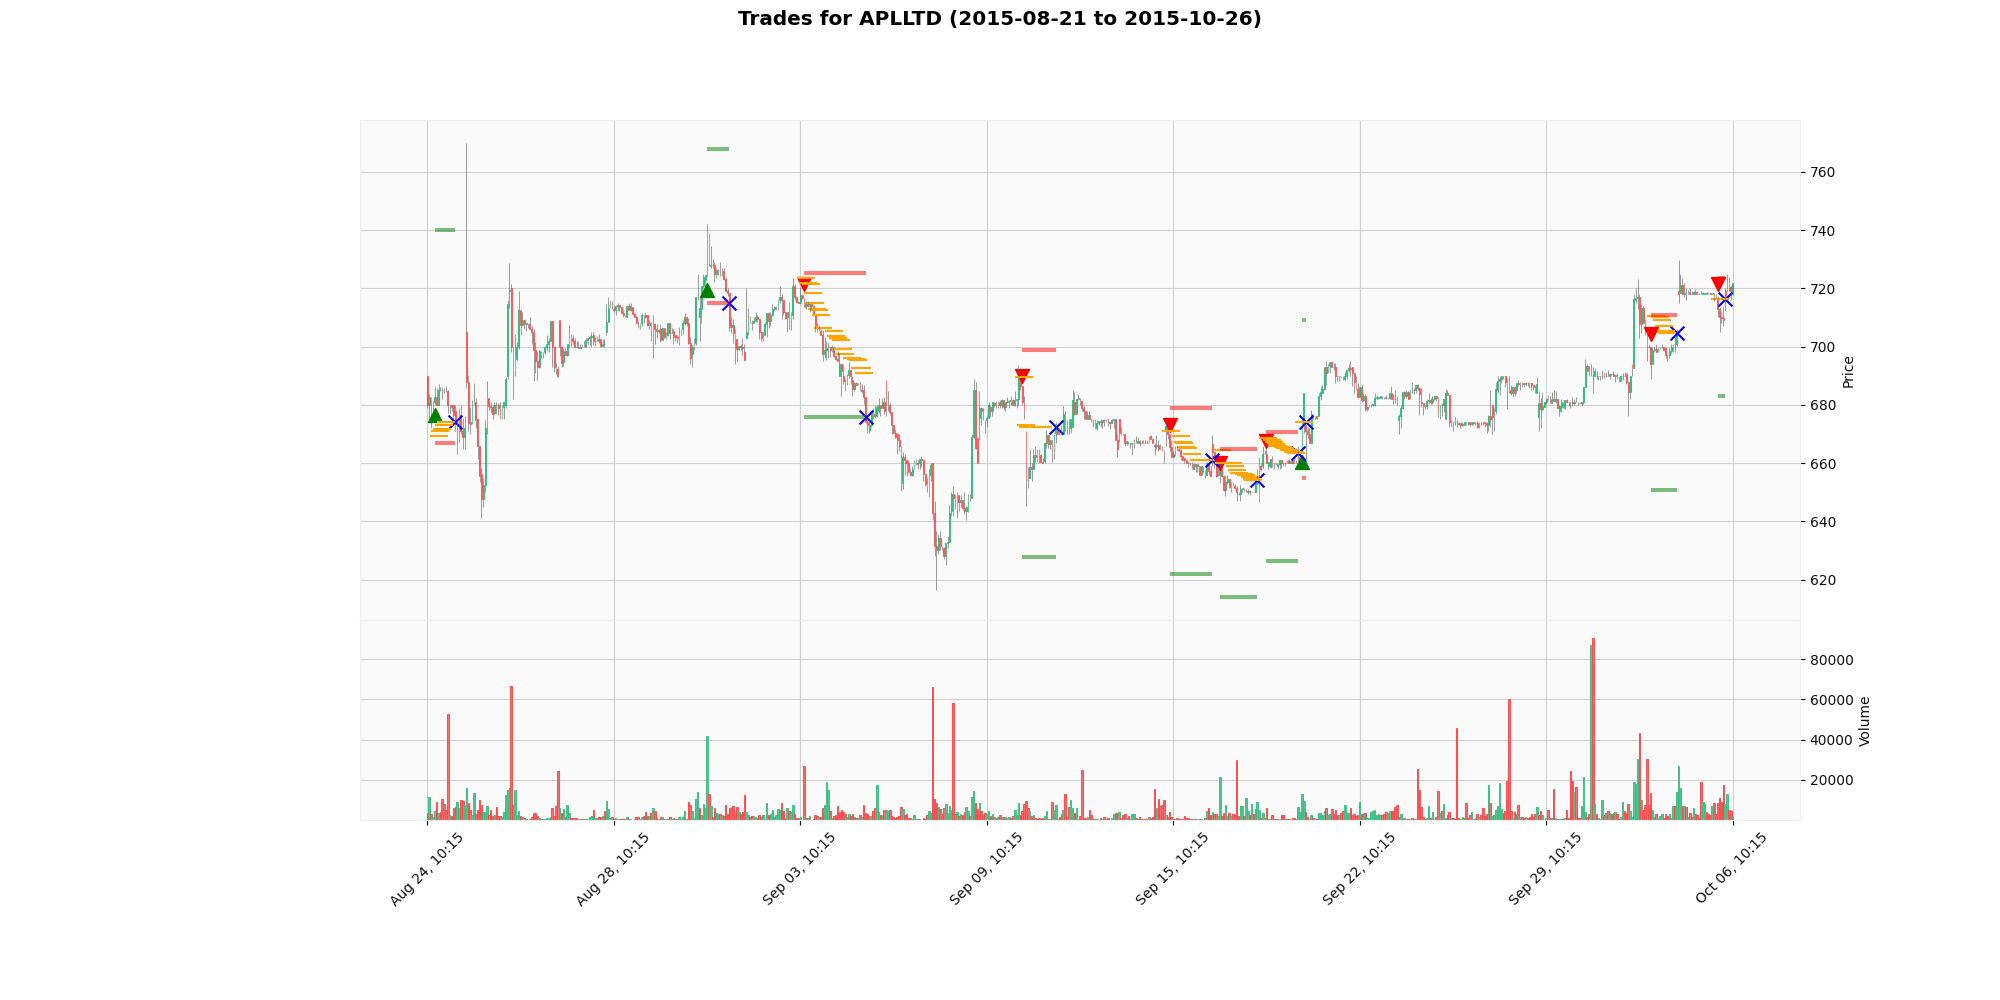 Trades for APLLTD (2015-08-21 to 2015-10-26)
760
740
720
700
680
660
640
620
Price
80000
60000
40000
20000
Volume
Aug 24, 10:15
Aug 28, 10:15
Sep 03, 10:15
Sep 09, 10:15
Sep 15, 10:15
Sep 22, 10:15
Sep 29, 10:15
Oct 06, 10:15